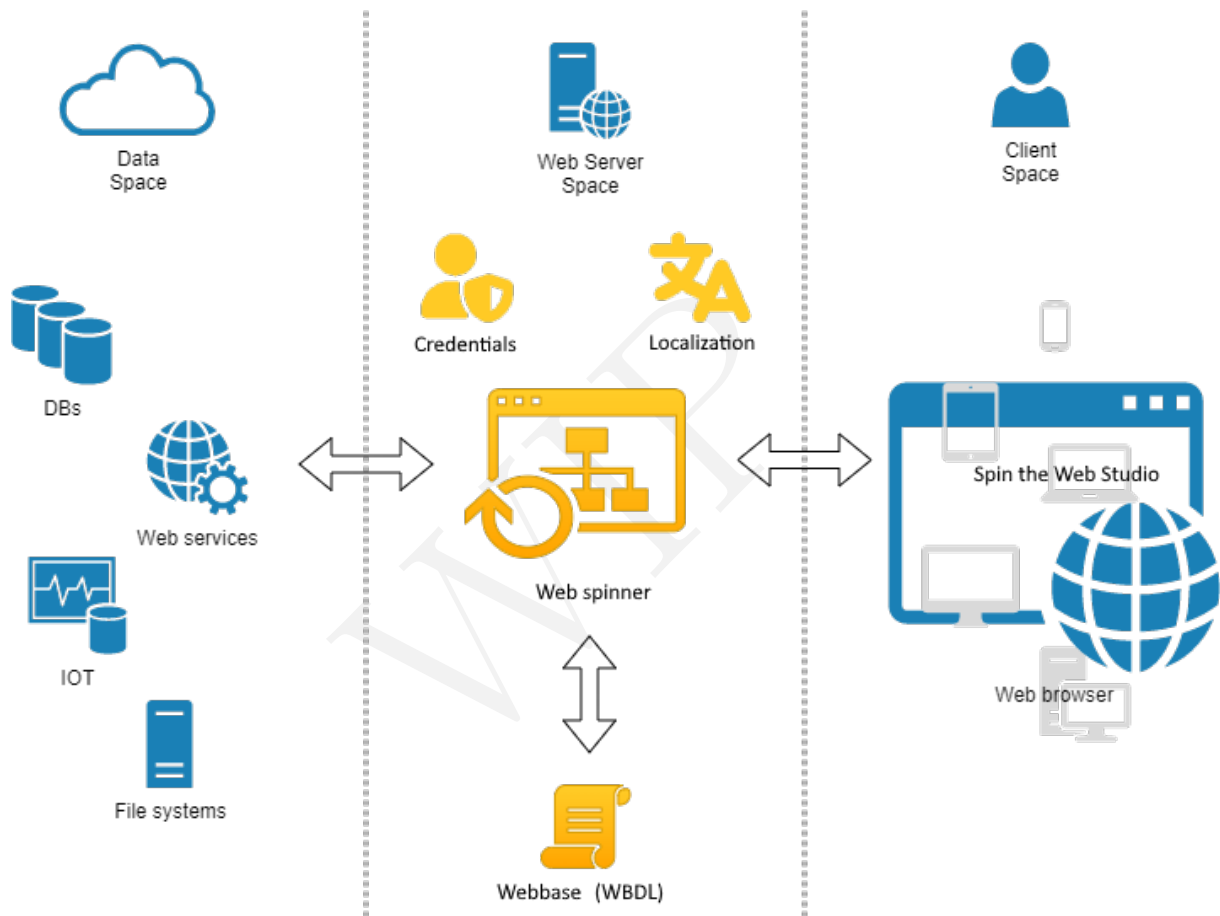 Data
Space
Web Server
Space
Client
Space
Credentials
Localization
DBs
Web services
Spin the Web Studio
Web spinner
IOT
Web browser
File systems
Webbase (WBDL)
WIP